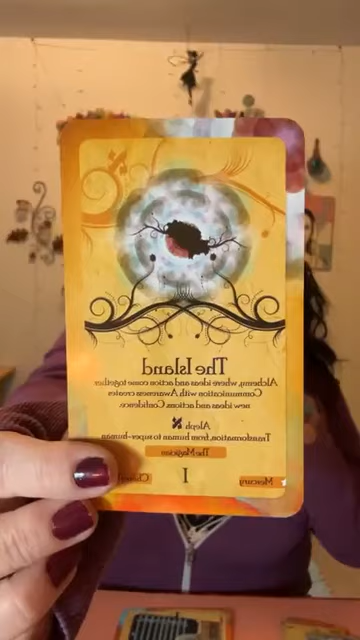 The Island
Alchemy, where ideas and action come together
Communication with Awareness creates
new ideas and actions Confidence.
Aleph א
Transformation, from human to super-human
The Magician
I
Mercury